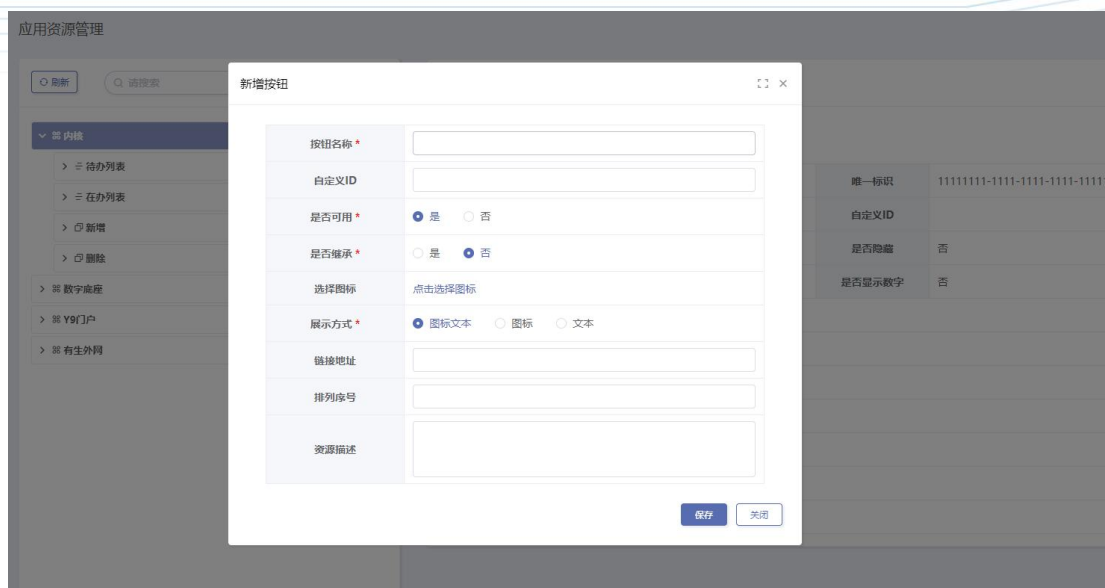 应用资源管理
刷新
请搜索
内核
待办列表
在办列表
新增
删除
数字底座
Y9门户
有生外网
新增按钮
按钮名称 *
自定义ID
是否可用 * 是 否
是否继承 * 是 否
选择图标 点击选择图标
展示方式 * 图标文本 图标 文本
链接地址
排列序号
资源描述
保存 关闭
唯一标识 11111111-1111-1111-1111-11111
自定义ID
是否隐藏 否
是否显示数字 否